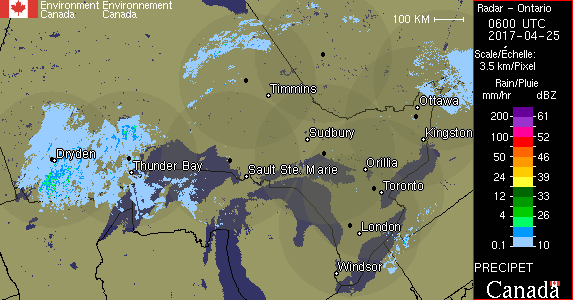 Environment Environnement
Canada Canada
100 KM
Timmins
Ottawa
Sudbury
Kingston
Dryden
Thunder Bay
Sault Ste. Marie
Orillia
Toronto
London
Windsor
Radar – Ontario
0600 UTC
2017-04-25
Scale/Échelle:
3.5 km/Pixel
Rain/Pluie
mm/hr dBZ
200 61
100 52
50 46
24 39
12 33
4 26
0.1 10
PRECIPET
Canada